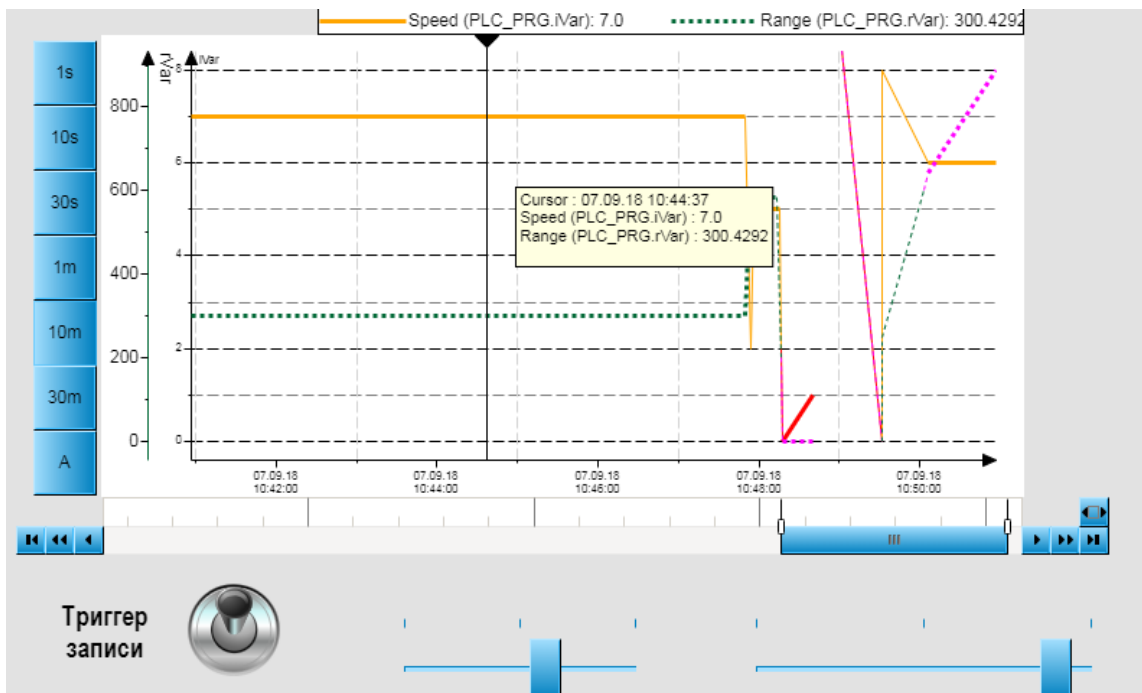 Speed (PLC_PRG.iVar): 7.0
Range (PLC_PRG.rVar): 300.4292
1s
10s
30s
1m
10m
30m
A
rVar
iVar
800
600
400
200
0
8
6
4
2
0
Cursor : 07.09.18 10:44:37
Speed (PLC_PRG.iVar) : 7.0
Range (PLC_PRG.rVar) : 300.4292
07.09.18
10:42:00
07.09.18
10:44:00
07.09.18
10:46:00
07.09.18
10:48:00
07.09.18
10:50:00
Триггер
записи